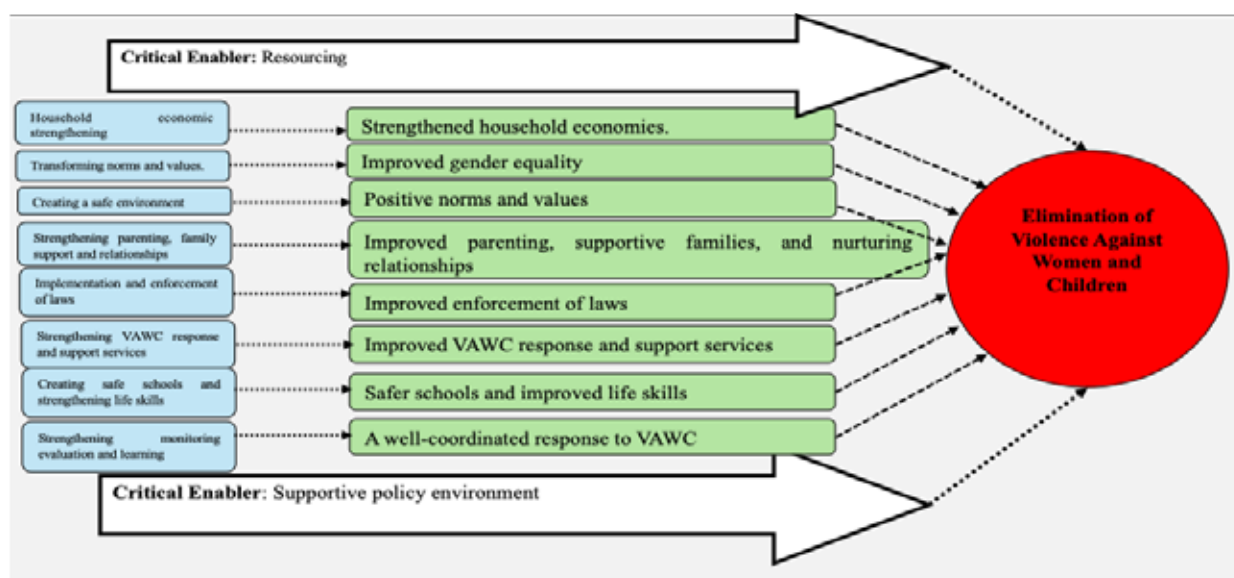 Critical Enabler: Resourcing
Household economic
strengthening
Strengthened household economies.
Transforming norms and values.
Improved gender equality
Creating a safe environment
Positive norms and values
Strengthening parenting, family
support and relationships
Improved parenting, supportive families, and nurturing
relationships
Implementation and enforcement
of laws
Improved enforcement of laws
Strengthening VAWC response
and support services
Improved VAWC response and support services
Creating safe schools and
strengthening life skills
Safer schools and improved life skills
Strengthening monitoring
evaluation and learning
A well-coordinated response to VAWC
Elimination of
Violence Against
Women and
Children
Critical Enabler: Supportive policy environment